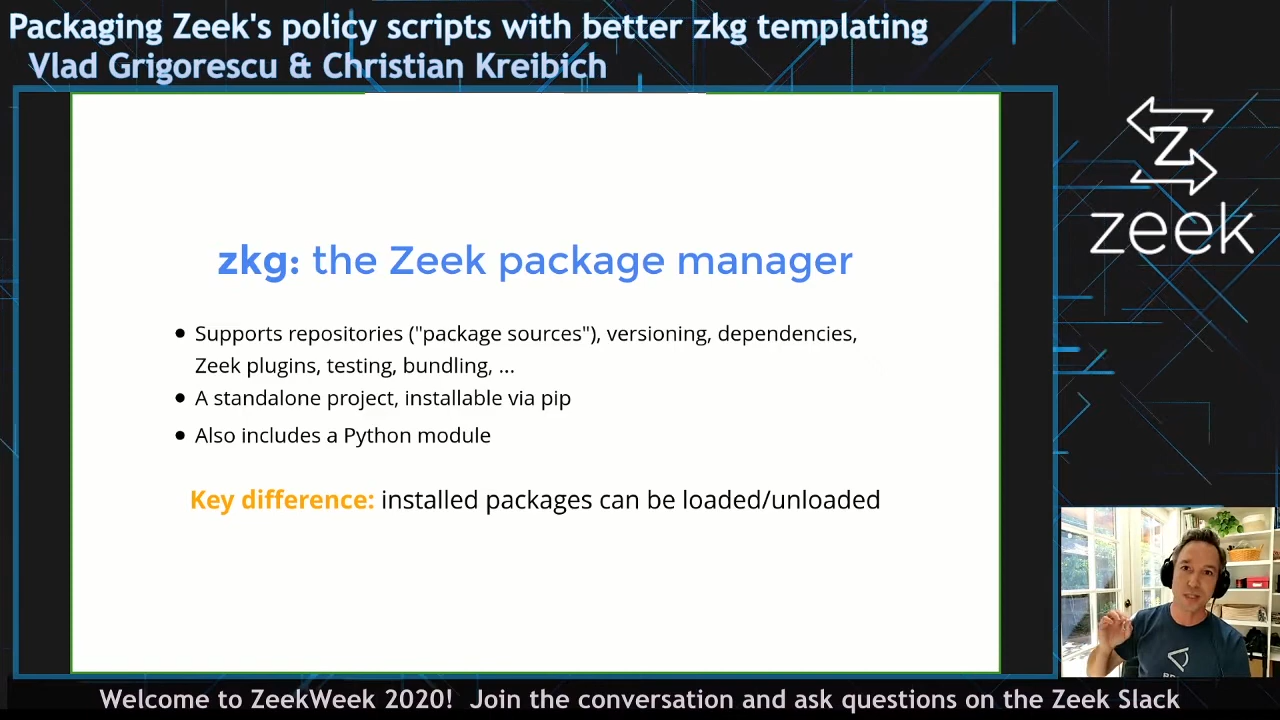 Packaging Zeek's policy scripts with better zkg templating
Vlad Grigorescu & Christian Kreibich
zeek
zkg: the Zeek package manager
• Supports repositories ("package sources"), versioning, dependencies,
Zeek plugins, testing, bundling, ...
• A standalone project, installable via pip
• Also includes a Python module
Key difference: installed packages can be loaded/unloaded
Welcome to ZeekWeek 2020! Join the conversation and ask questions on the Zeek Slack